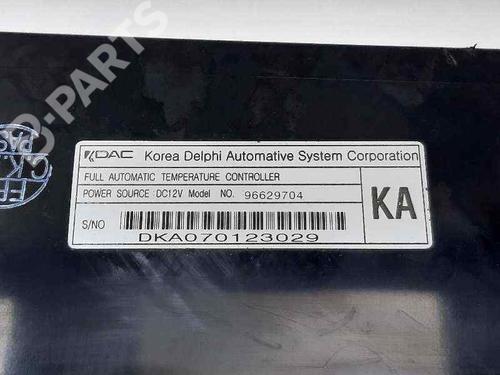 KDAC Korea Delphi Automative System Corporation
FULL AUTOMATIC TEMPERATURE CONTROLLER
POWER SOURCE DC12V Model NO. 96629704
KA
S/NO
DKA070123029
B-PARTS